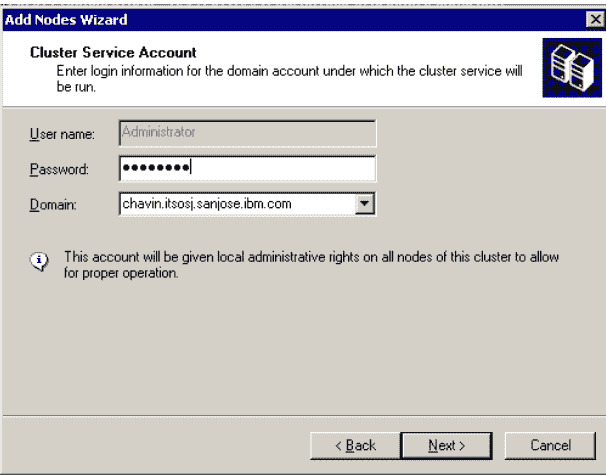 Add Nodes Wizard
Cluster Service Account
Enter login information for the domain account under which the cluster service will
be run.
User name:
Administrator
Password:
●●●●●●●●
Domain:
chavin.itsosj.sanjose.ibm.com
This account will be given local administrative rights on all nodes of this cluster to allow
for proper operation.
< Back
Next >
Cancel